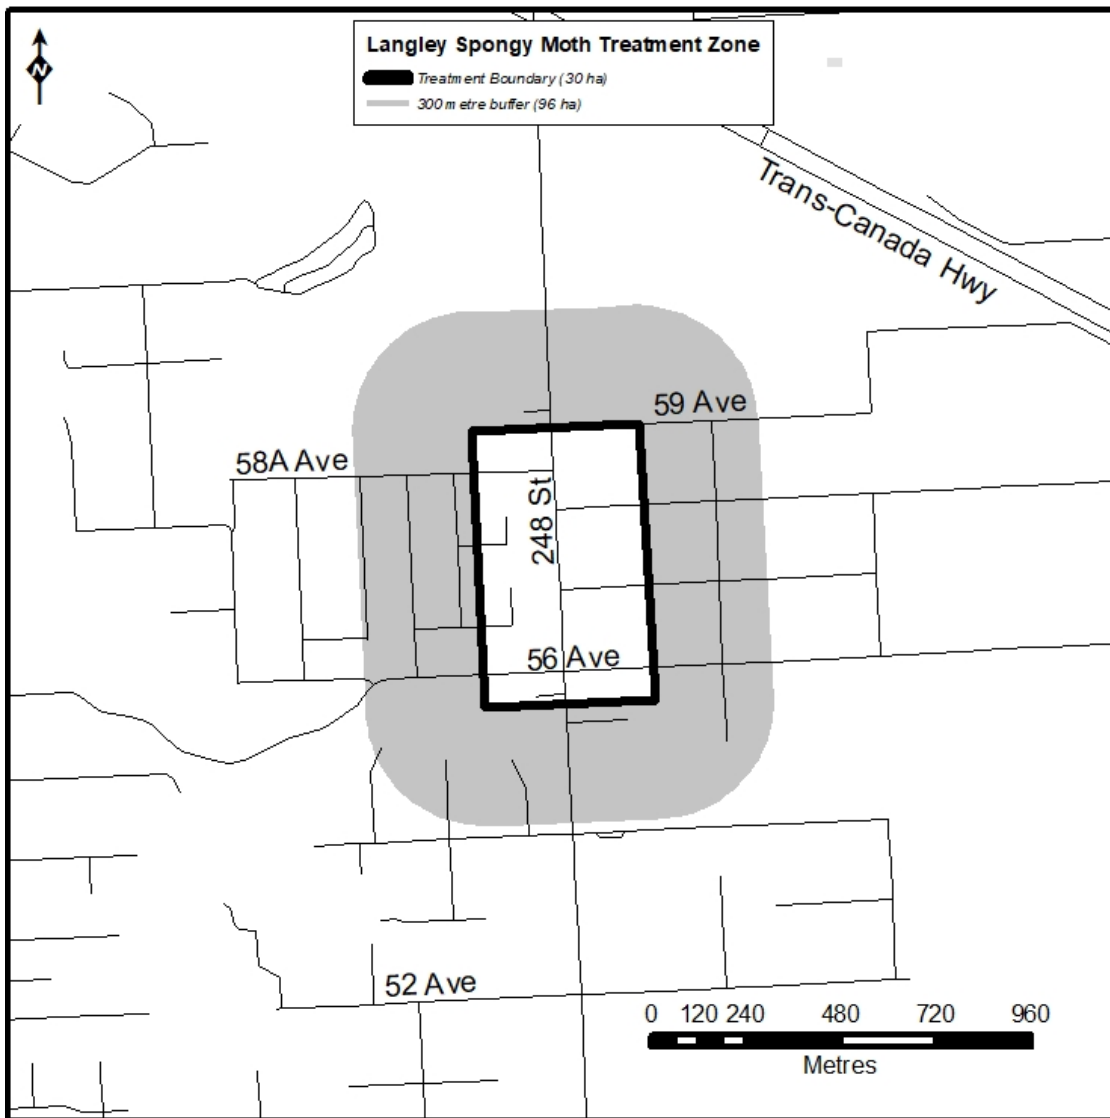 Langley Spongy Moth Treatment Zone
N
Treatment Boundary (30 ha)
300 metre buffer (96 ha)
Trans-Canada Hwy
59 Ave
58A Ave
248 St
56 Ave
52 Ave
0 120 240 480 720 960
Metres